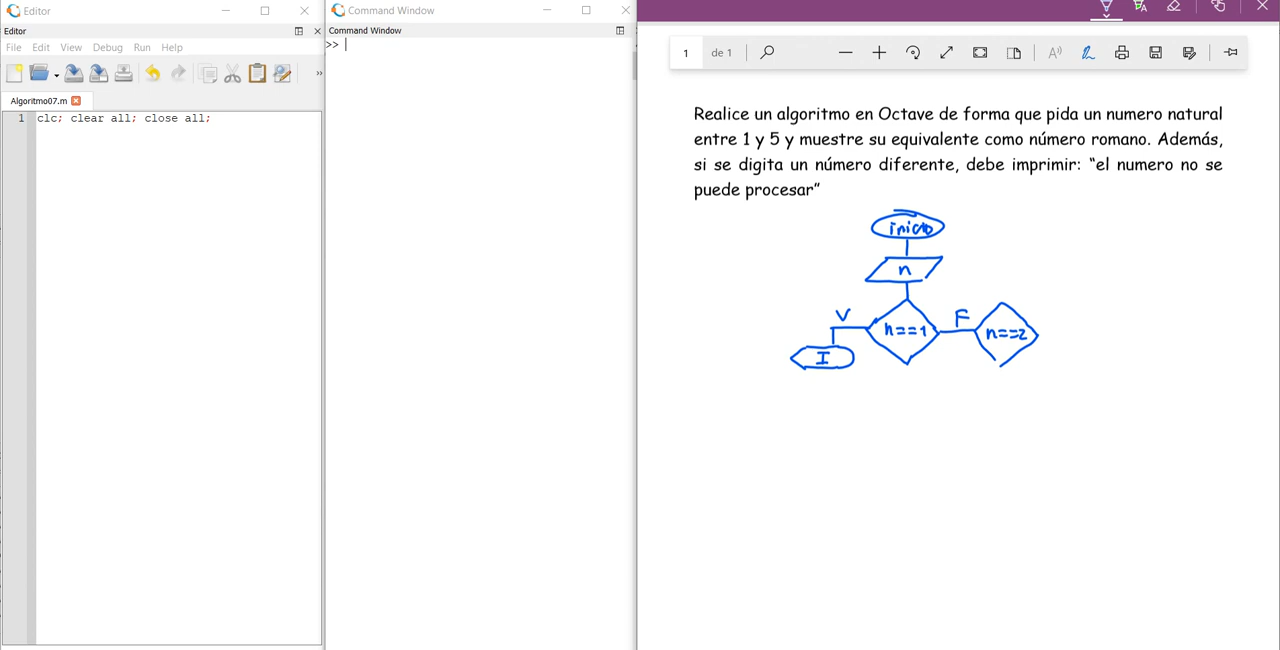 Editor
Editor
File Edit View Debug Run Help
»
Algoritmo07.m
1 clc; clear all; close all;
Command Window
Command Window
>>
1 de 1
Realice un algoritmo en Octave de forma que pida un numero natural
entre 1 y 5 y muestre su equivalente como número romano. Además,
si se digita un número diferente, debe imprimir: “el numero no se
puede procesar”
inicio
n
V
n==1
F
n==2
I